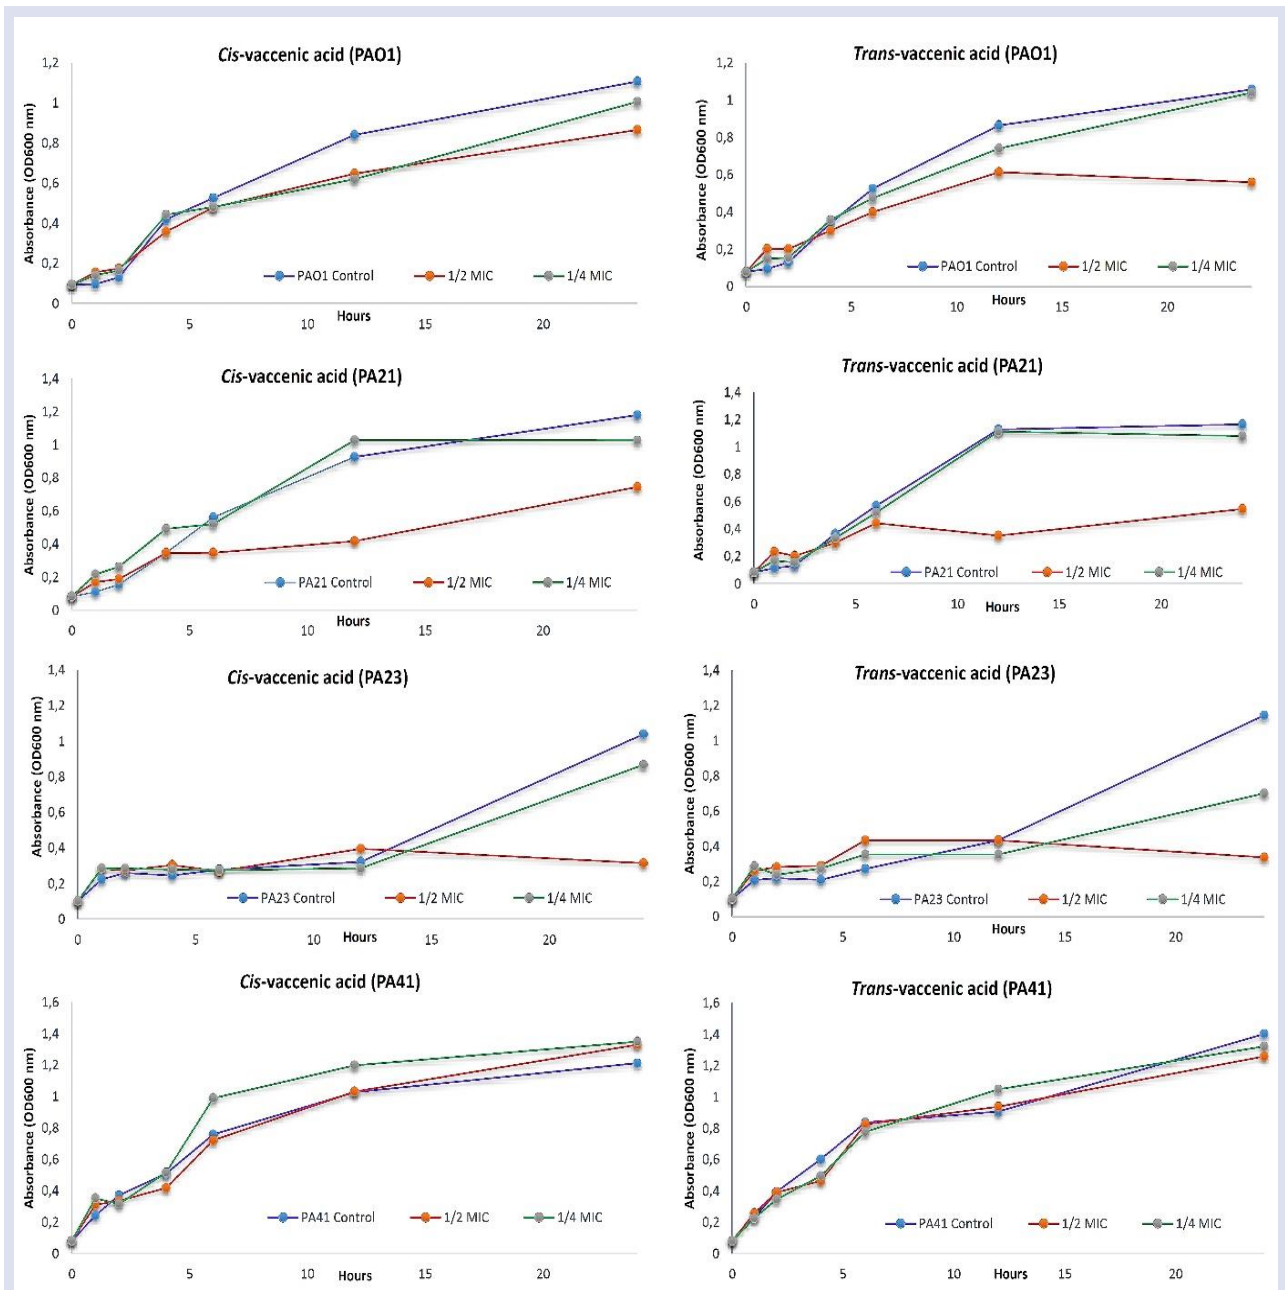 Cis-vaccenic acid (PAO1)
Absorbance (OD600 nm)
1,2
1
0,8
0,6
0,4
0,2
0
PAO1 Control 1/2 MIC 1/4 MIC
0 5 10 15 20
Hours
Trans-vaccenic acid (PAO1)
Absorbance (OD600 nm)
1,2
1
0,8
0,6
0,4
0,2
0
PAO1 Control 1/2 MIC 1/4 MIC
0 5 10 15 20
Hours
Cis-vaccenic acid (PA21)
Absorbance (OD600 nm)
1,4
1,2
1
0,8
0,6
0,4
0,2
0
PA21 Control 1/2 MIC 1/4 MIC
0 5 10 15 20
Trans-vaccenic acid (PA21)
Absorbance (OD600 nm)
1,4
1,2
1
0,8
0,6
0,4
0,2
0
PA21 Control 1/2 MIC 1/4 MIC
0 5 10 15 20
Cis-vaccenic acid (PA23)
Absorbance (OD600 nm)
1,4
1,2
1
0,8
0,6
0,4
0,2
0
PA23 Control 1/2 MIC 1/4 MIC
0 5 10 15 20
Hours
Trans-vaccenic acid (PA23)
Absorbance (OD600 nm)
1,4
1,2
1
0,8
0,6
0,4
0,2
0
PA23 Control 1/2 MIC 1/4 MIC
0 5 10 15 20
Hours
Cis-vaccenic acid (PA41)
Absorbance (OD600 nm)
1,6
1,4
1,2
1
0,8
0,6
0,4
0,2
0
PA41 Control 1/2 MIC 1/4 MIC
0 5 10 15 20
Hours
Trans-vaccenic acid (PA41)
Absorbance (OD600 nm)
1,6
1,4
1,2
1
0,8
0,6
0,4
0,2
0
PA41 Control 1/2 MIC 1/4 MIC
0 5 10 15 20
Hours